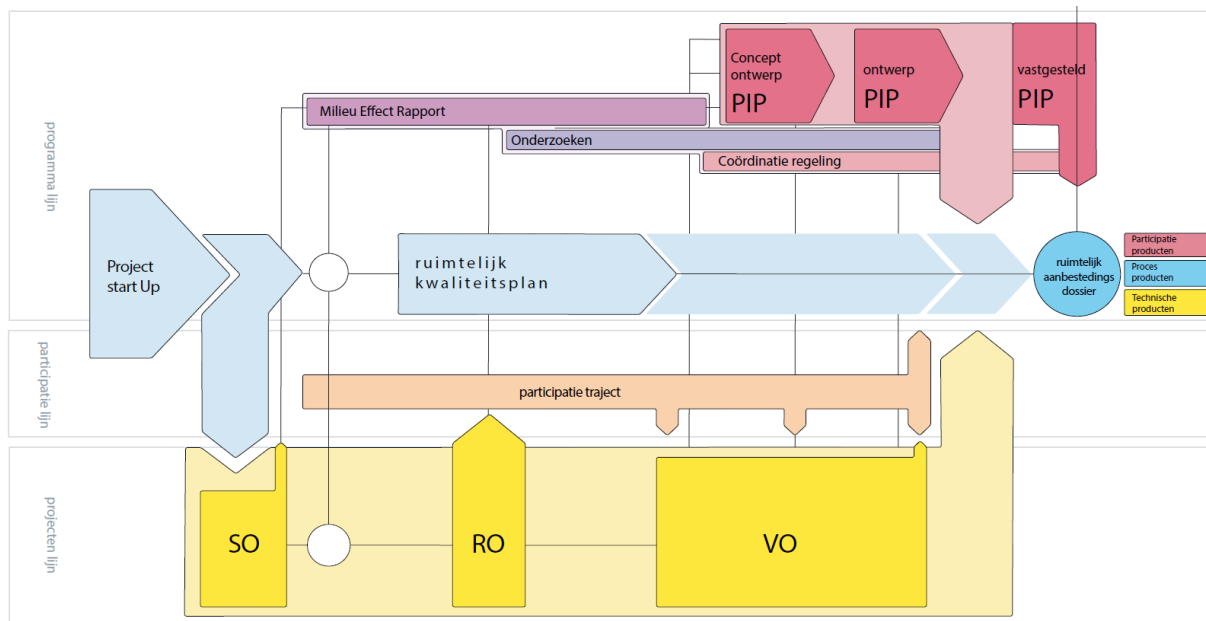 programma lijn
Concept
ontwerp
PIP
ontwerp
PIP
vastgesteld
PIP
Milieu Effect Rapport
Onderzoeken
Coördinatie regeling
Project
start Up
ruimtelijk
kwaliteitsplan
ruimtelijk
aanbestedings
dossier
Participatie
producten
Proces
producten
Technische
producten
participatie lijn
participatie traject
projecten lijn
SO
RO
VO